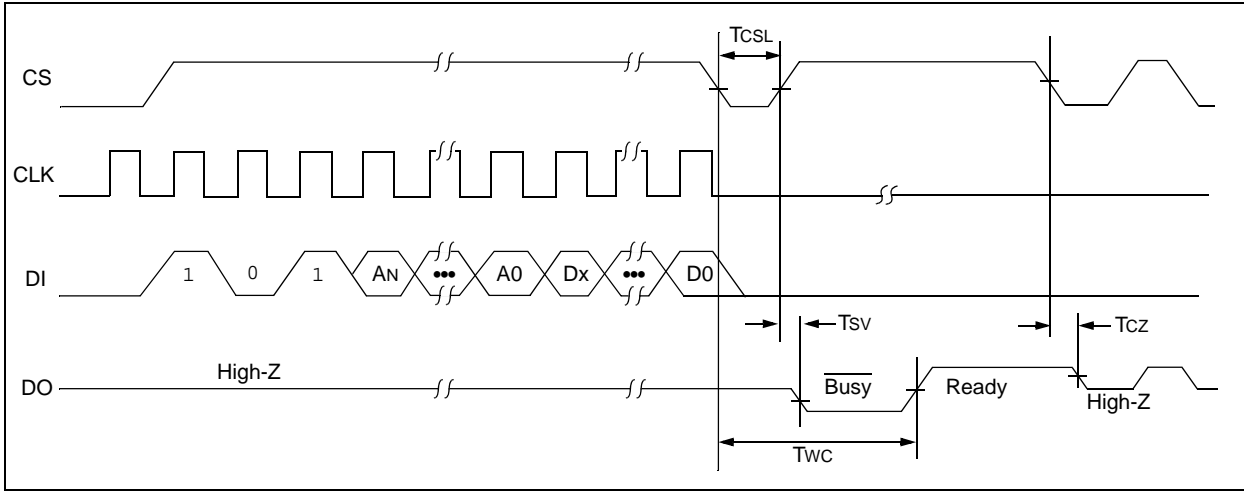 TCSL
CS
CLK
DI 1 0 1 AN ••• A0 Dx ••• D0
TSV TCZ
DO High-Z Busy Ready High-Z
TWC